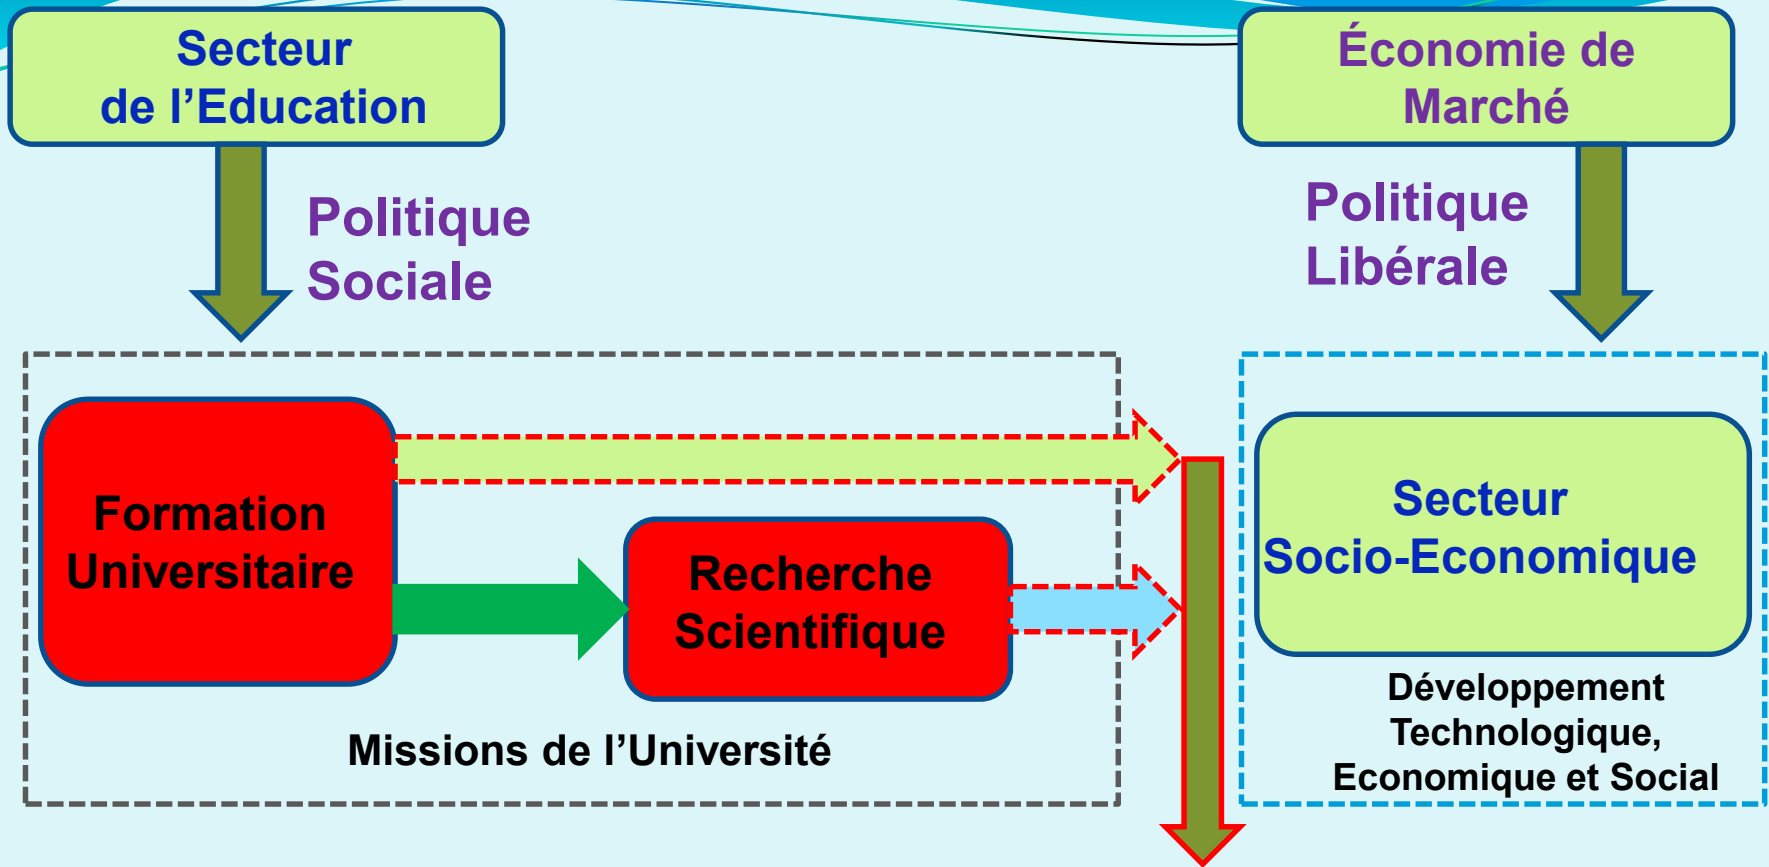 Secteur
de l’Education
Économie de
Marché
Politique
Sociale
Politique
Libérale
Formation
Universitaire
Recherche
Scientifique
Secteur
Socio-Economique
Missions de l’Université
Développement
Technologique,
Economique et Social